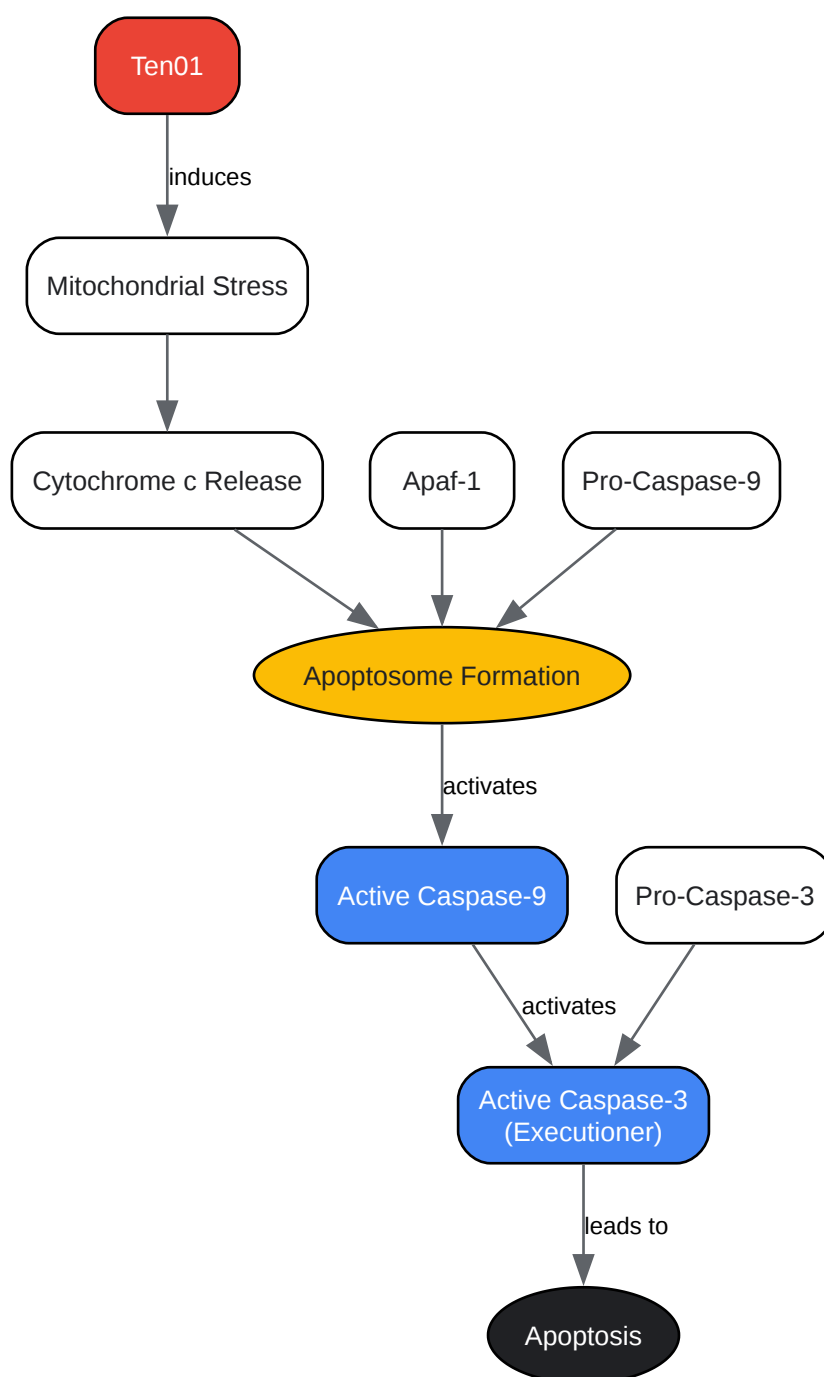 Ten01
induces
Mitochondrial Stress
Cytochrome c Release
Apaf-1
Pro-Caspase-9
Apoptosome Formation
activates
Active Caspase-9
Pro-Caspase-3
activates
Active Caspase-3
(Executioner)
leads to
Apoptosis